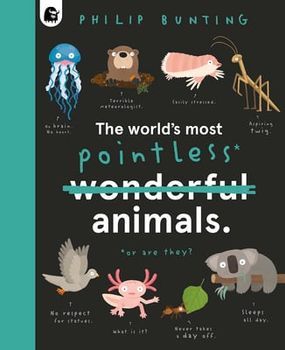 PHILIP BUNTING
No brain.
No heart.
Terrible
meteorologist.
Easily stressed.
Aspiring
twig.
The world's most
pointless*
wonderful
animals.
*or are they?
No respect
for statues.
What is it?
Never takes
a day off.
Sleeps
all day.